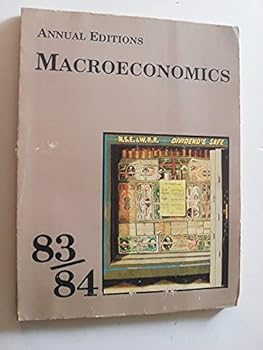 ANNUAL EDITIONS
MACROECONOMICS
N.S.E. & W.R.R. DIVIDEND'S SAFE
83/84